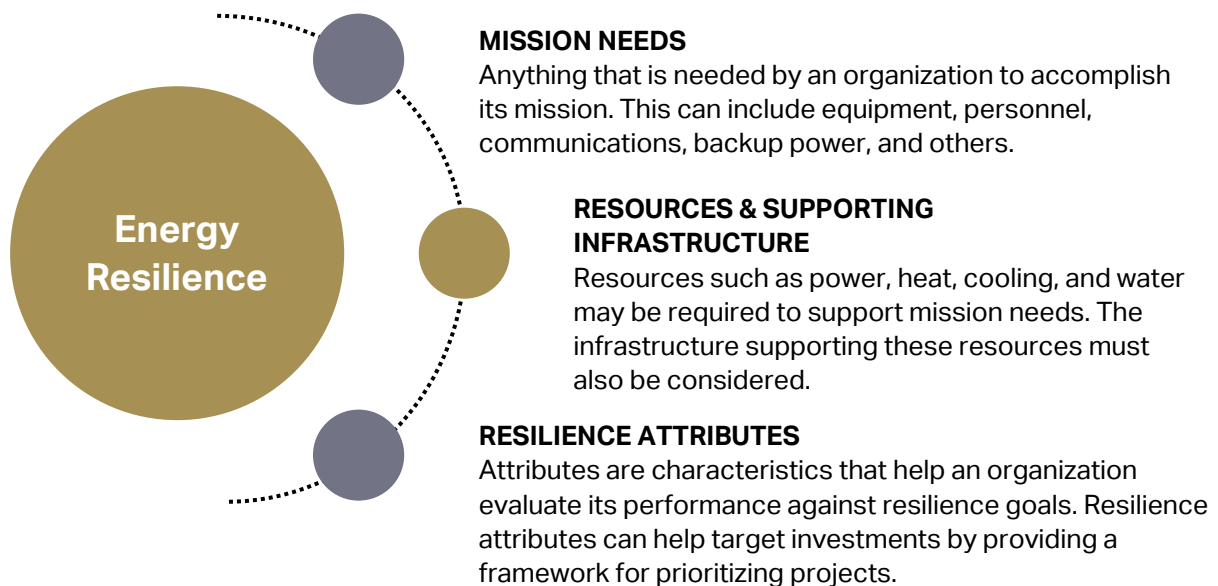 Energy
Resilience
MISSION NEEDS
Anything that is needed by an organization to accomplish
its mission. This can include equipment, personnel,
communications, backup power, and others.
RESOURCES & SUPPORTING
INFRASTRUCTURE
Resources such as power, heat, cooling, and water
may be required to support mission needs. The
infrastructure supporting these resources must
also be considered.
RESILIENCE ATTRIBUTES
Attributes are characteristics that help an organization
evaluate its performance against resilience goals. Resilience
attributes can help target investments by providing a
framework for prioritizing projects.